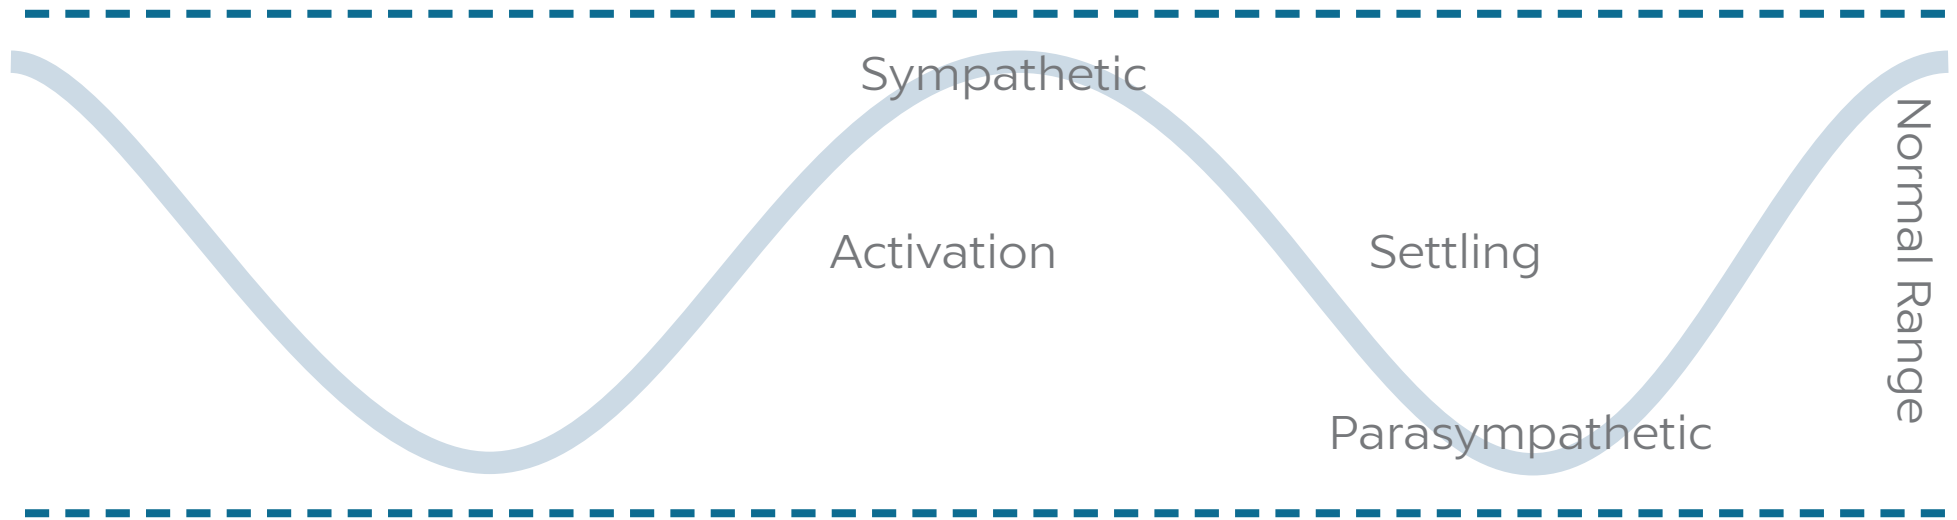 Sympathetic
Activation
Settling
Parasympathetic
Normal Range